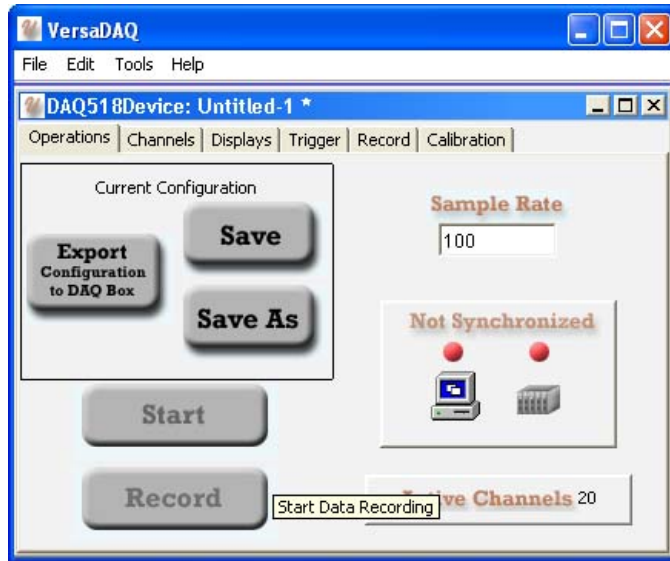 VersaDAQ
File Edit Tools Help
DAQ518Device: Untitled-1 *
Operations Channels Displays Trigger Record Calibration
Current Configuration
Export
Configuration
to DAQ Box
Save
Save As
Sample Rate
100
Not Synchronized
Start
Record
Start Data Recording
Channels 20